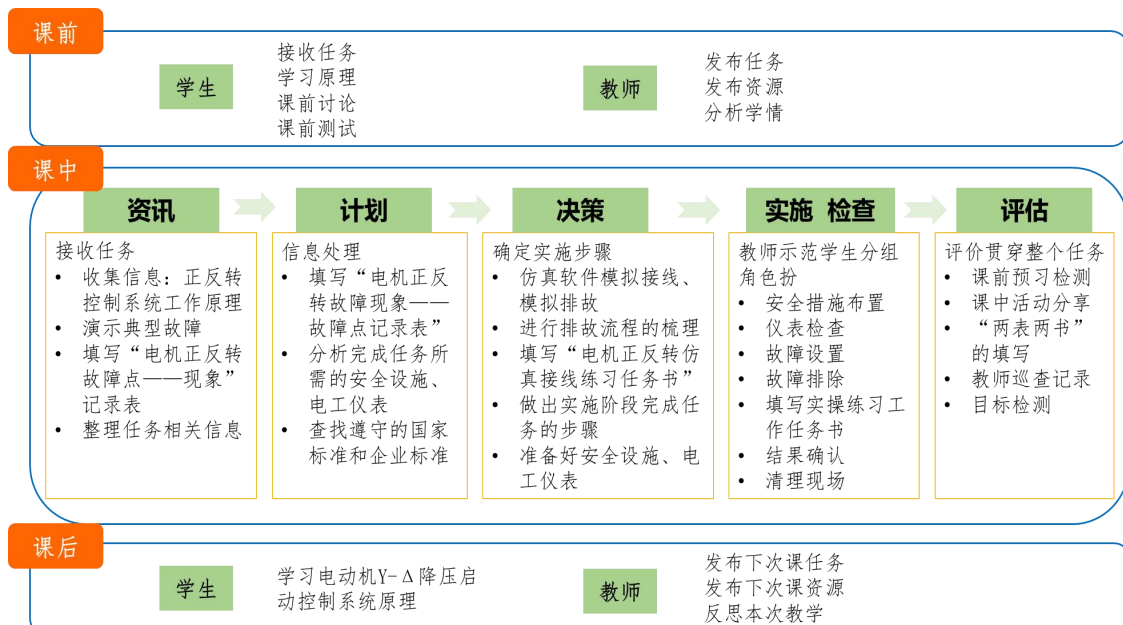 课前
学生
接收任务
学习原理
课前讨论
课前测试
教师
发布任务
发布资源
分析学情
课中
资讯
接收任务
• 收集信息：正反转
控制系统工作原理
• 演示典型故障
• 填写“电机正反转
故障点——现象”
记录表
• 整理任务相关信息
计划
信息处理
• 填写“电机正反
转故障现象——
故障点记录表”
• 分析完成任务所
需的安全设施、
电工仪表
• 查找遵守的国家
标准和企业标准
决策
确定实施步骤
• 仿真软件模拟接线、
模拟排故
• 进行排故流程的梳理
• 填写“电机正反转仿
真接线练习任务书”
• 做出实施阶段完成任
务的步骤
• 准备好安全设施、电
工仪表
实施 检查
教师示范学生分组
角色扮
• 安全措施布置
• 仪表检查
• 故障设置
• 故障排除
• 填写实操练习工
作任务书
• 结果确认
• 清理现场
评估
评价贯穿整个任务
• 课前预习检测
• 课中活动分享
• “两表两书”
的填写
• 教师巡查记录
• 目标检测
课后
学生
学习电动机Y-Δ降压启
动控制系统原理
教师
发布下次课任务
发布下次课资源
反思本次教学